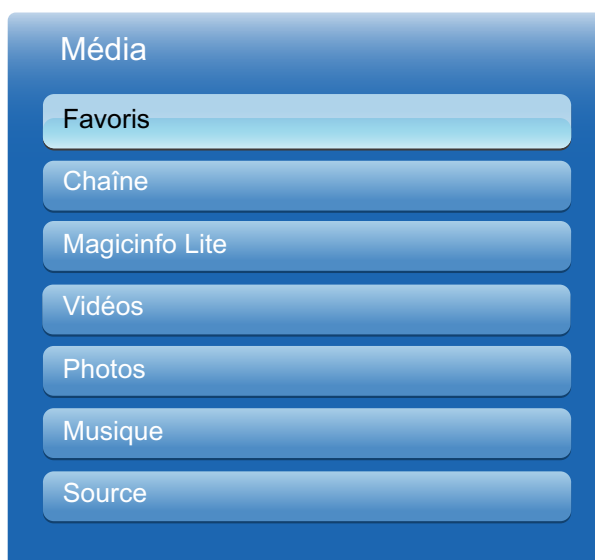 Média
Favoris
Chaîne
Magicinfo Lite
Vidéos
Photos
Musique
Source